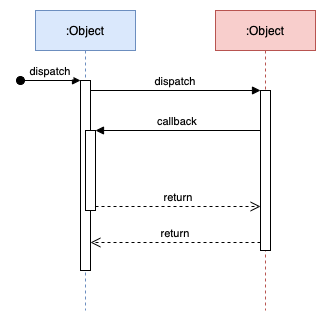 :Object
:Object
dispatch
dispatch
callback
return
return